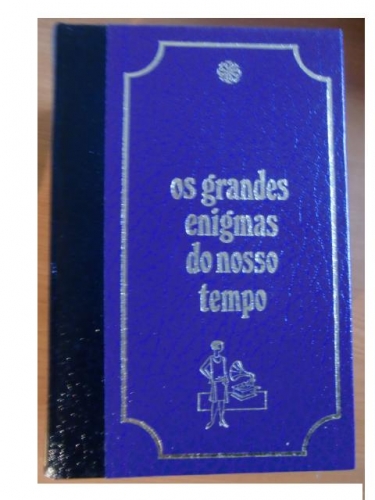 os grandes
enigmas
do nosso
tempo